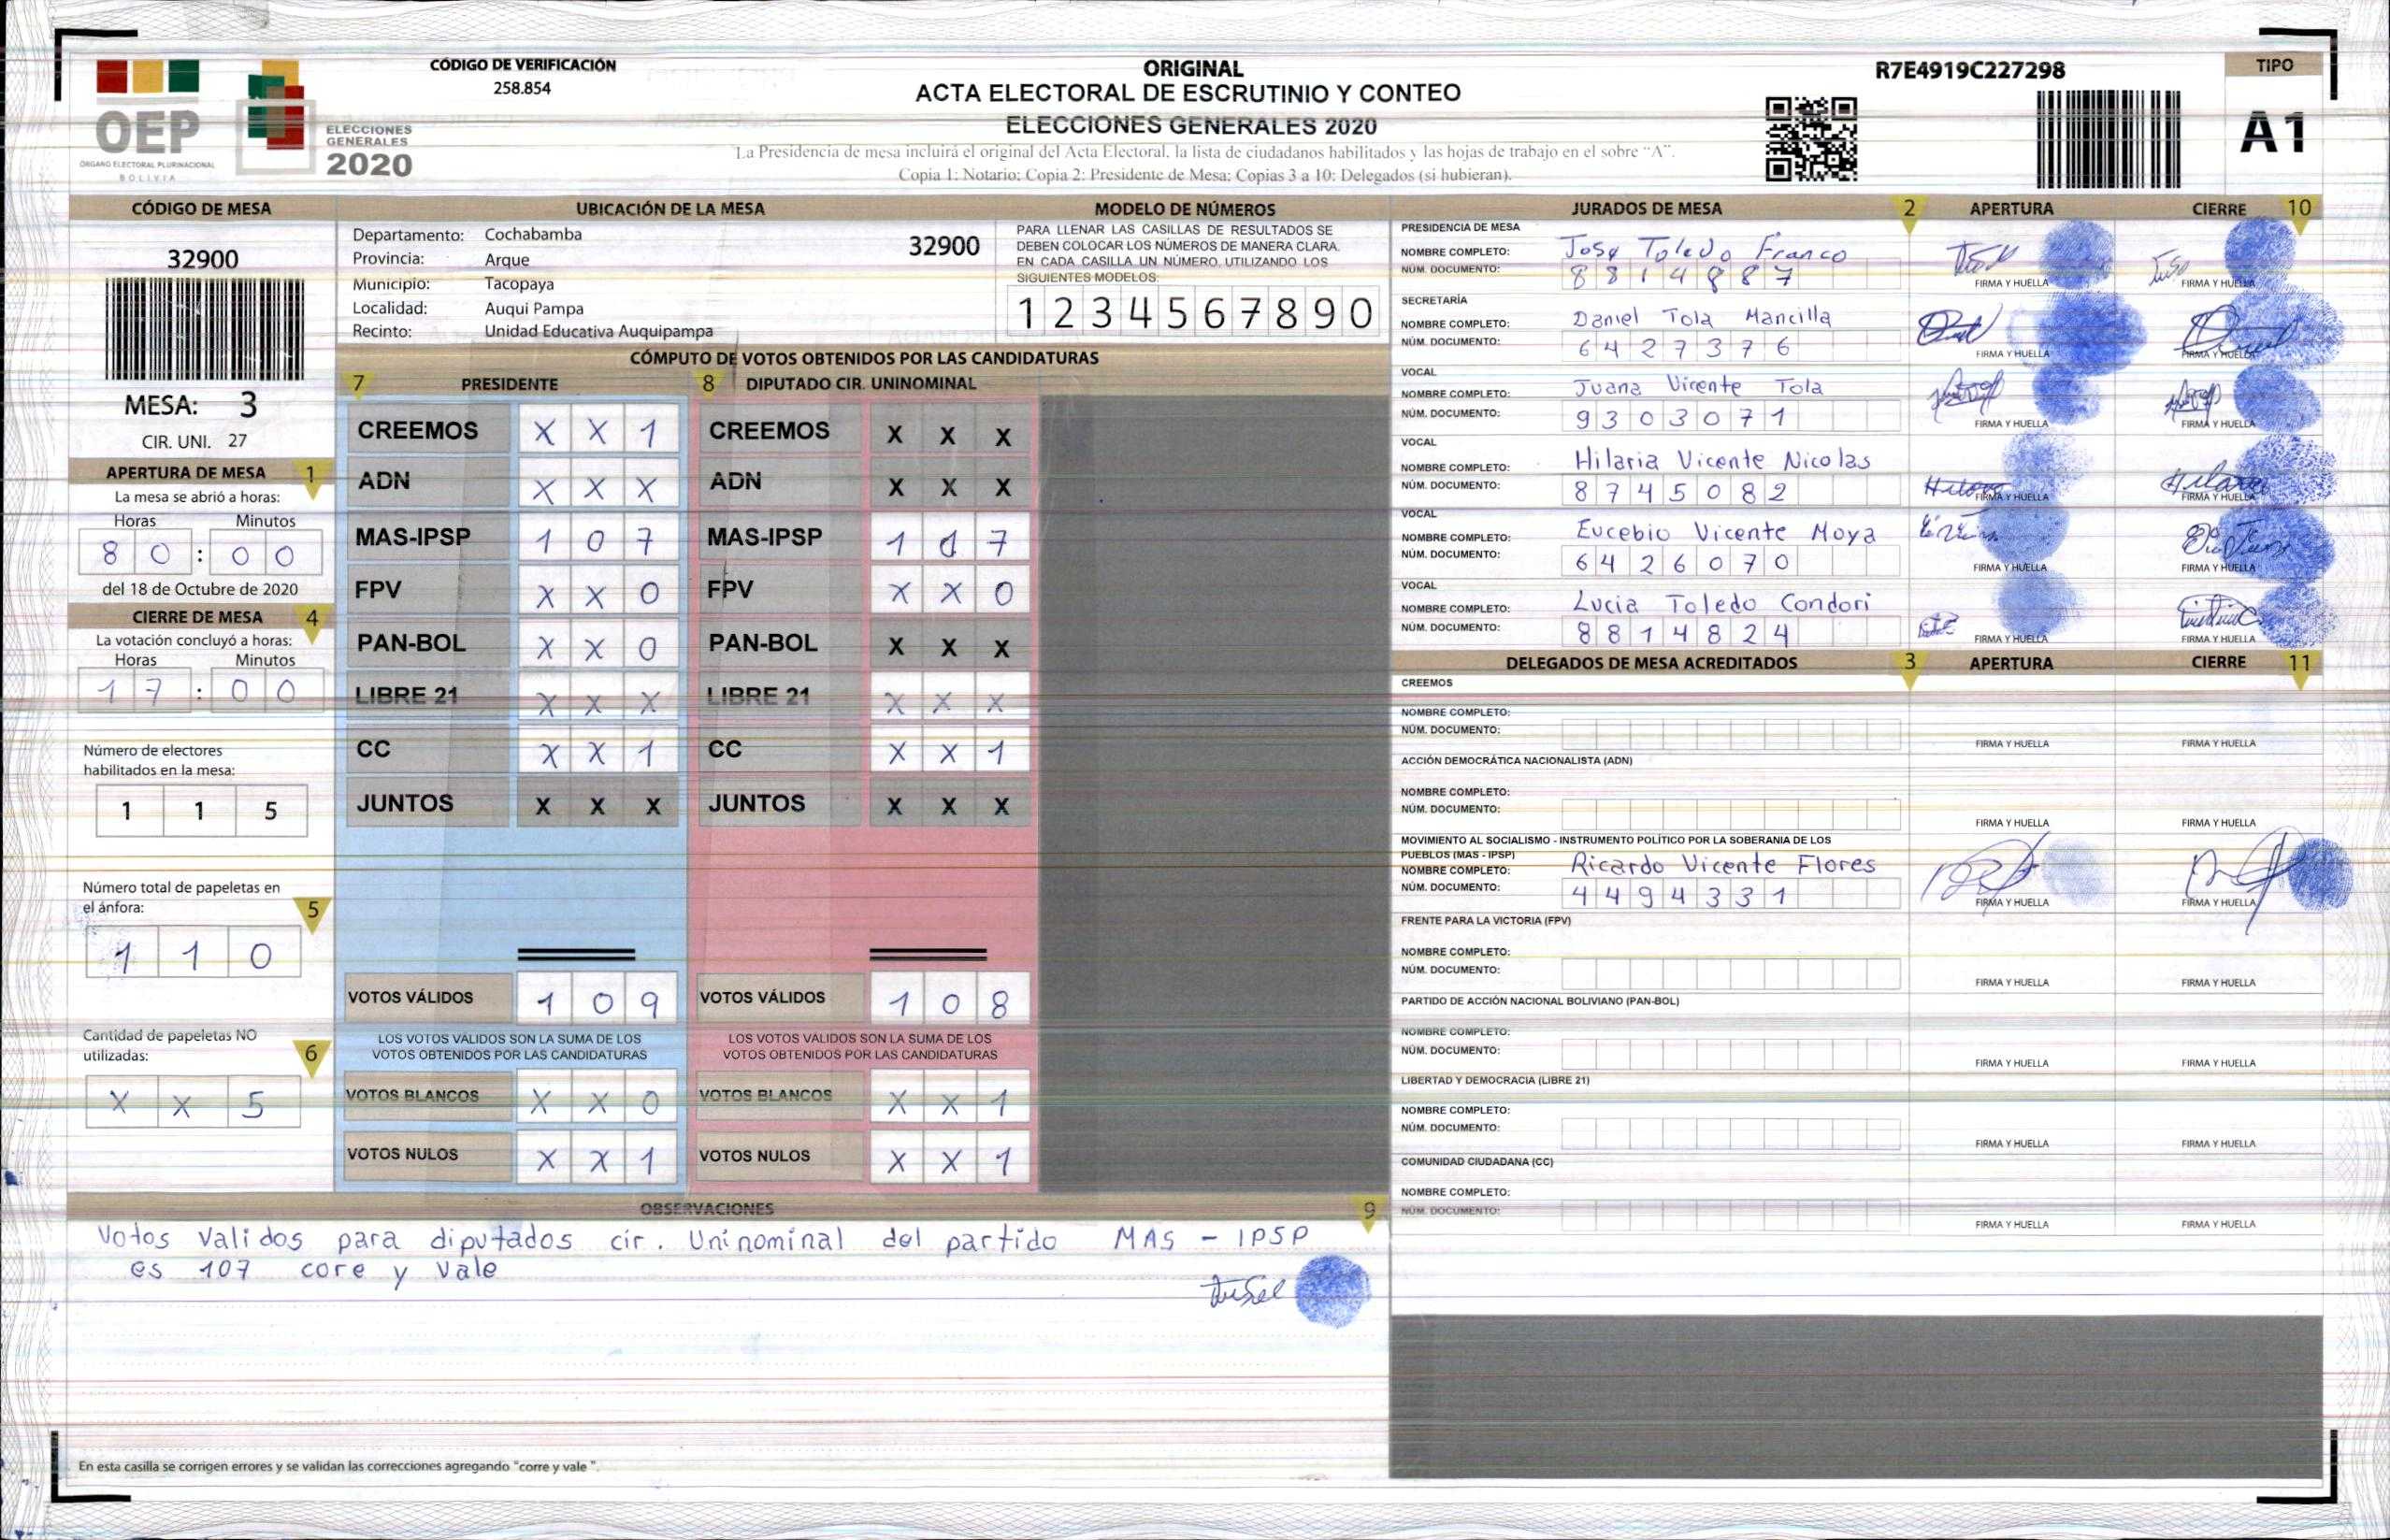 CÓDIGO DE VERIFICACIÓN
258.854
OEP
ÓRGANO ELECTORAL PLURINACIONAL
BOLIVIA
ELECCIONES
GENERALES
2020
ORIGINAL
ACTA ELECTORAL DE ESCRUTINIO Y CONTEO
ELECCIONES GENERALES 2020
La Presidencia de mesa incluirá el original del Acta Electoral, la lista de ciudadanos habilitados y las hojas de trabajo en el sobre “A”.
Copia 1: Notario; Copia 2: Presidente de Mesa; Copias 3 a 10: Delegados (si hubieran).
R7E4919C227298
TIPO
A1
CÓDIGO DE MESA
32900
MESA: 3
CIR. UNI. 27
UBICACIÓN DE LA MESA
Departamento: Cochabamba
32900
Provincia: Arque
Municipio: Tacopaya
Localidad: Auqui Pampa
Recinto: Unidad Educativa Auquipampa
MODELO DE NÚMEROS
PARA LLENAR LAS CASILLAS DE RESULTADOS SE
DEBEN COLOCAR LOS NÚMEROS DE MANERA CLARA.
EN CADA CASILLA UN NÚMERO, UTILIZANDO LOS
SIGUIENTES MODELOS:
1 2 3 4 5 6 7 8 9 0
APERTURA DE MESA 1
La mesa se abrió a horas:
Horas Minutos
8 0 : 0 0
del 18 de Octubre de 2020
CIERRE DE MESA 4
La votación concluyó a horas:
Horas Minutos
1 7 : 0 0
Número de electores
habilitados en la mesa:
1 1 5
Número total de papeletas en
el ánfora: 5
1 1 0
Cantidad de papeletas NO
utilizadas: 6
X X 5
CÓMPUTO DE VOTOS OBTENIDOS POR LAS CANDIDATURAS
7 PRESIDENTE
CREEMOS X X 1
ADN X X X
MAS-IPSP 1 0 7
FPV X X 0
PAN-BOL X X 0
LIBRE 21 X X X
CC X X 1
JUNTOS X X X
VOTOS VÁLIDOS 1 0 9
LOS VOTOS VÁLIDOS SON LA SUMA DE LOS
VOTOS OBTENIDOS POR LAS CANDIDATURAS
VOTOS BLANCOS X X 0
VOTOS NULOS X X 1
8 DIPUTADO CIR. UNINOMINAL
CREEMOS X X X
ADN X X X
MAS-IPSP 1 7
FPV X X 0
PAN-BOL X X X
LIBRE 21 X X X
CC X X 1
JUNTOS X X X
VOTOS VÁLIDOS 1 0 8
LOS VOTOS VÁLIDOS SON LA SUMA DE LOS
VOTOS OBTENIDOS POR LAS CANDIDATURAS
VOTOS BLANCOS X X 1
VOTOS NULOS X X 1
OBSERVACIONES 9
Votos Validos para diputados cir. Uninominal del partido MAS - IPSP
es 107 core y vale
En esta casilla se corrigen errores y se validan las correcciones agregando "corre y vale ".
JURADOS DE MESA 2 APERTURA CIERRE 10
PRESIDENCIA DE MESA
NOMBRE COMPLETO: Jose Toledo Franco
NÚM. DOCUMENTO: 8 8 1 4 8 8 7
FIRMA Y HUELLA FIRMA Y HUELLA
SECRETARÍA
NOMBRE COMPLETO: Daniel Tola Mancilla
NÚM. DOCUMENTO: 6 4 2 7 3 7 6
FIRMA Y HUELLA FIRMA Y HUELLA
VOCAL
NOMBRE COMPLETO: Juana Vicente Tola
NÚM. DOCUMENTO: 9 3 0 3 0 7 1
FIRMA Y HUELLA FIRMA Y HUELLA
VOCAL
NOMBRE COMPLETO: Hilaria Vicente Nicolas
NÚM. DOCUMENTO: 8 7 4 5 0 8 2
FIRMA Y HUELLA FIRMA Y HUELLA
VOCAL
NOMBRE COMPLETO: Eucebio Vicente Moya
NÚM. DOCUMENTO: 6 4 2 6 0 7 0
FIRMA Y HUELLA FIRMA Y HUELLA
VOCAL
NOMBRE COMPLETO: Lucia Toledo Condori
NÚM. DOCUMENTO: 8 8 1 4 8 2 4
FIRMA Y HUELLA FIRMA Y HUELLA
DELEGADOS DE MESA ACREDITADOS 3 APERTURA CIERRE 11
CREEMOS
NOMBRE COMPLETO:
NÚM. DOCUMENTO:
FIRMA Y HUELLA FIRMA Y HUELLA
ACCIÓN DEMOCRÁTICA NACIONALISTA (ADN)
NOMBRE COMPLETO:
NÚM. DOCUMENTO:
FIRMA Y HUELLA FIRMA Y HUELLA
MOVIMIENTO AL SOCIALISMO - INSTRUMENTO POLÍTICO POR LA SOBERANIA DE LOS
PUEBLOS (MAS - IPSP)
NOMBRE COMPLETO: Ricardo Vicente Flores
NÚM. DOCUMENTO: 4 4 9 4 3 3 1
FIRMA Y HUELLA FIRMA Y HUELLA
FRENTE PARA LA VICTORIA (FPV)
NOMBRE COMPLETO:
NÚM. DOCUMENTO:
FIRMA Y HUELLA FIRMA Y HUELLA
PARTIDO DE ACCIÓN NACIONAL BOLIVIANO (PAN-BOL)
NOMBRE COMPLETO:
NÚM. DOCUMENTO:
FIRMA Y HUELLA FIRMA Y HUELLA
LIBERTAD Y DEMOCRACIA (LIBRE 21)
NOMBRE COMPLETO:
NÚM. DOCUMENTO:
FIRMA Y HUELLA FIRMA Y HUELLA
COMUNIDAD CIUDADANA (CC)
NOMBRE COMPLETO:
NÚM. DOCUMENTO:
FIRMA Y HUELLA FIRMA Y HUELLA